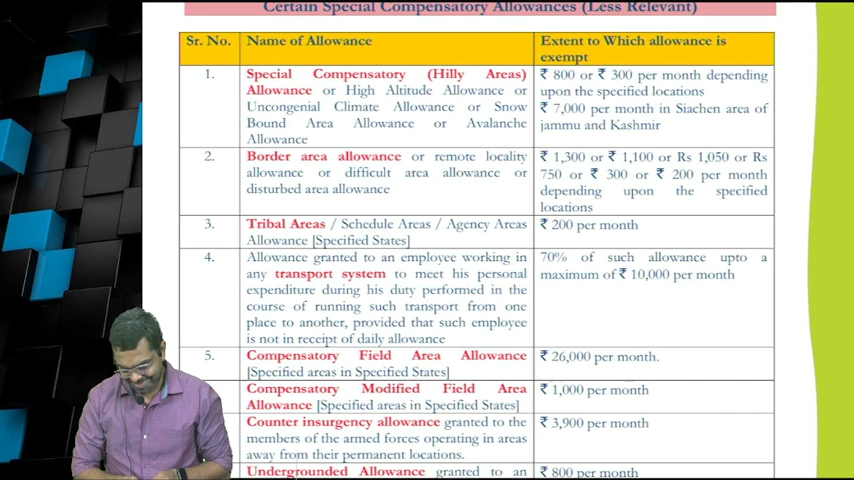 Certain Special Compensatory Allowances (Less Relevant)
Sr. No. Name of Allowance Extent to Which allowance is
exempt
1. Special Compensatory (Hilly Areas) ₹ 800 or ₹ 300 per month depending
Allowance or High Altitude Allowance or upon the specified locations
Uncongenial Climate Allowance or Snow ₹ 7,000 per month in Siachen area of
Bound Area Allowance or Avalanche jammu and Kashmir
Allowance
2. Border area allowance or remote locality ₹ 1,300 or ₹ 1,100 or Rs 1,050 or Rs
allowance or difficult area allowance or 750 or ₹ 300 or ₹ 200 per month
disturbed area allowance depending upon the specified
locations
3. Tribal Areas / Schedule Areas / Agency Areas ₹ 200 per month
Allowance [Specified States]
4. Allowance granted to an employee working in 70% of such allowance upto a
any transport system to meet his personal maximum of ₹ 10,000 per month
expenditure during his duty performed in the
course of running such transport from one
place to another, provided that such employee
is not in receipt of daily allowance
5. Compensatory Field Area Allowance ₹ 26,000 per month.
[Specified areas in Specified States]
Compensatory Modified Field Area ₹ 1,000 per month
Allowance [Specified areas in Specified States]
Counter insurgency allowance granted to the ₹ 3,900 per month
members of the armed forces operating in areas
away from their permanent locations.
Undergrounded Allowance granted to an ₹ 800 per month